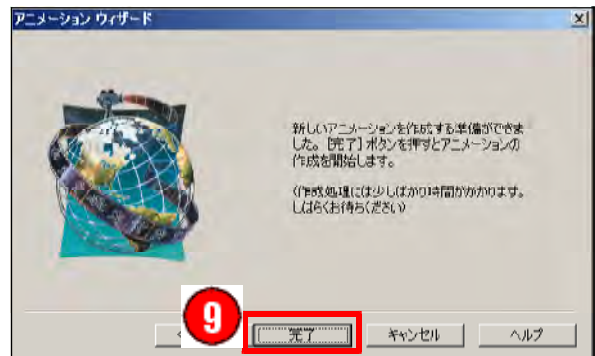 アニメーション ウィザード
新しいアニメーションを作成する準備ができま
した。[完了] ボタンを押すとアニメーションの
作成を開始します。
(作成処理には少しばかり時間がかかります。
しばらくお待ちください)
<
9
完了
キャンセル
ヘルプ